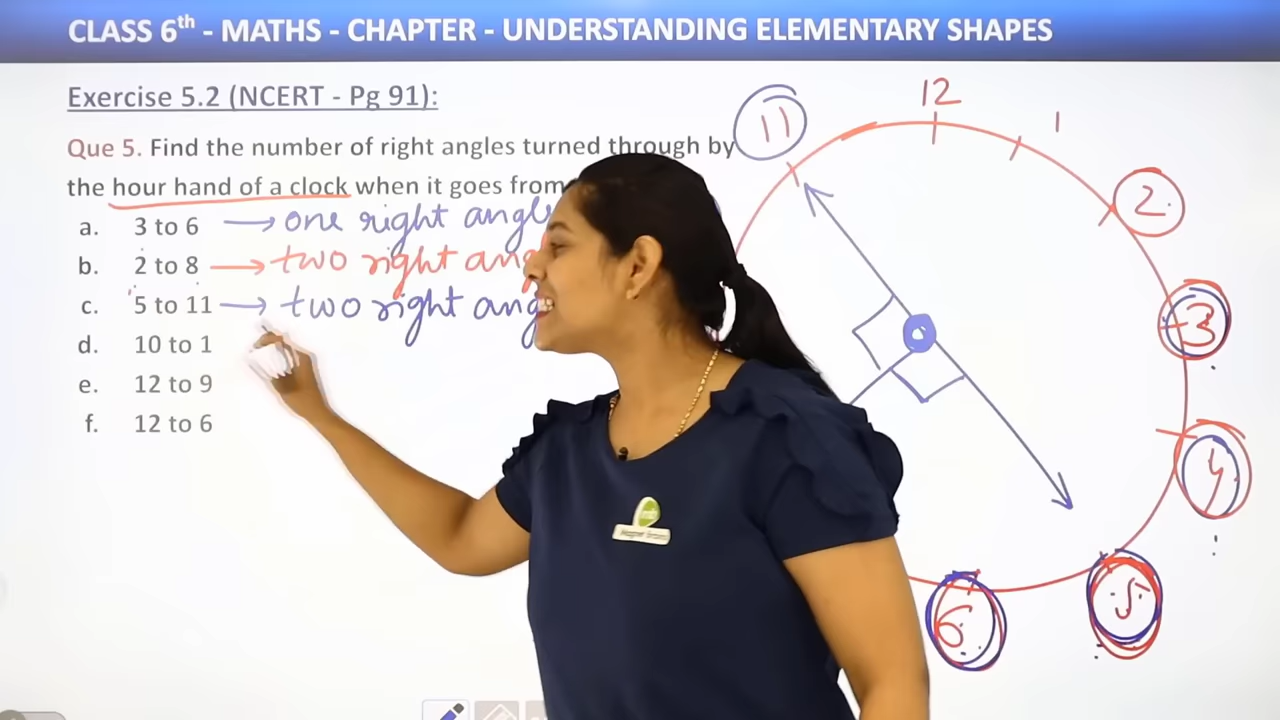 CLASS 6th - MATHS - CHAPTER - UNDERSTANDING ELEMENTARY SHAPES
Exercise 5.2 (NCERT - Pg 91):
Que 5. Find the number of right angles turned through by
the hour hand of a clock when it goes from
a. 3 to 6 → one right angle
b. 2 to 8 → two right ang
c. 5 to 11 → two right ang
d. 10 to 1
e. 12 to 9
f. 12 to 6
12
11
1
2
3
4
5
6